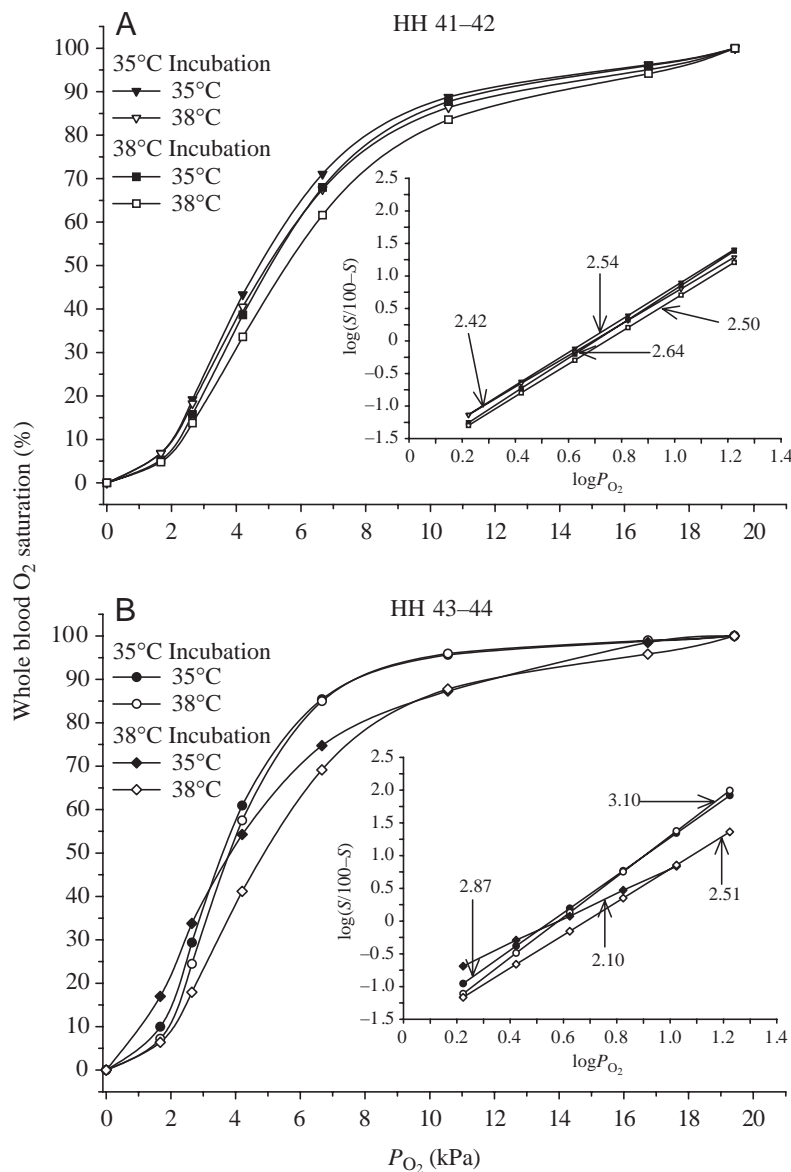 A
HH 41–42
35°C Incubation
35°C
38°C
38°C Incubation
35°C
38°C
100
90
80
70
60
50
40
30
20
10
0
0 2 4 6 8 10 12 14 16 18 20
2.5
2.0
1.5
1.0
0.5
0
–0.5
–1.0
–1.5
log(S/100–S)
2.42
2.54
2.50
2.64
0 0.2 0.4 0.6 0.8 1.0 1.2 1.4
logPO2
Whole blood O2 saturation (%)
B
HH 43–44
35°C Incubation
35°C
38°C
38°C Incubation
35°C
38°C
100
90
80
70
60
50
40
30
20
10
0
0 2 4 6 8 10 12 14 16 18 20
2.5
2.0
1.5
1.0
0.5
0
–0.5
–1.0
–1.5
log(S/100–S)
3.10
2.87
2.51
2.10
0 0.2 0.4 0.6 0.8 1.0 1.2 1.4
logPO2
PO2 (kPa)